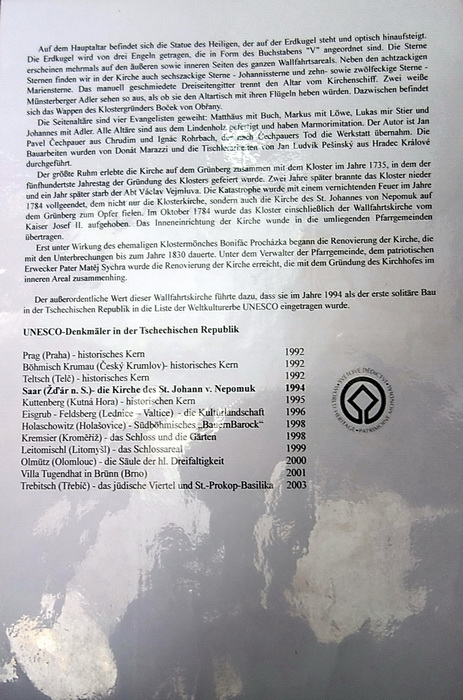 Auf dem Hauptaltar befindet sich die Statue des Heiligen, der auf der Erdkugel steht und optisch hinaufsteigt.
Die Erdkugel wird von drei Engeln getragen, die in Form des Buchstabens "V" angeordnet sind. Die Sterne
erscheinen mehrmals auf den äußeren sowie inneren Seiten des ganzen Wallfahrtsareals. Neben den achtzackigen
Sternen finden wir in der Kirche auch sechszackige Sterne - Johannissterne und zehn- sowie zwölfeckige Sterne -
Mariensterne. Das manuell geschmiedete Dreiseitengitter trennt den Altar vom Kirchenschiff. Zwei weiße
Münsterberger Adler sehen so aus, als ob sie den Altartisch mit ihren Flügeln heben würden. Dazwischen befindet
sich das Wappen des Klostergründers Boček von Obřany.
Die Seitenaltäre sind vier Evangelisten geweiht: Matthäus mit Buch, Markus mit Löwe, Lukas mir Stier und
Johannes mit Adler. Alle Altäre sind aus dem Lindenholz gefertigt und haben Marmorimitation. Der Autor ist Jan
Pavel Čechpauer aus Chrudim und Ignác Rohrbach, der nach Čechpauers Tod die Werkstatt übernahm. Die
Bauarbeiten wurden von Donát Marazzi und die Tischlerarbeiten von Jan Ludvík Pešinský aus Hradec Králové
durchgeführt.
Der größte Ruhm erlebte die Kirche auf dem Grünberg zusammen mit dem Kloster im Jahre 1735, in dem der
fünfhundertste Jahrestag der Gründung des Klosters gefeiert wurde. Zwei Jahre später brannte das Kloster nieder
und ein Jahr später starb der Abt Václav Vejmluva. Die Katastrophe wurde mit einem vernichtenden Feuer im Jahre
1784 vollgeendet, dem nicht nur die Klosterkirche, sondern auch die Kirche des St. Johannes von Nepomuk auf
dem Grünberg zum Opfer fielen. Im Oktober 1784 wurde das Kloster einschließlich der Wallfahrtskirche vom
Kaiser Josef II. aufgehoben. Das Inneneinrichtung der Kirche wunde in die umliegenden Pfarrgemeinden
übertragen.
Erst unter Wirkung des ehemaligen Klostermönches Bonifác Procházka begann die Renovierung der Kirche, die
mit den Unterbrechungen bis zum Jahre 1830 dauerte. Unter dem Verwalter der Pfarrgemeinde, dem patriotischen
Erwecker Pater Matěj Sychra wurde die Renovierung der Kirche erreicht, die mit dem Gründung des Kirchhofes im
inneren Areal zusammenhing.
Der außerordentliche Wert dieser Wallfahrtskirche führte dazu, dass sie im Jahre 1994 als der erste solitäre Bau
in der Tschechischen Republik in die Liste der Weltkulturerbe UNESCO eingetragen wurde.
UNESCO-Denkmäler in der Tschechischen Republik
Prag (Praha) - historisches Kern 1992
Böhmisch Krumau (Český Krumlov)- historisches Kern 1992
Teltsch (Telč) - historisches Kern 1992
Saar (Žďár n. S.)- die Kirche des St. Johann v. Nepomuk 1994
Kuttenberg (Kutná Hora) - historischen Kern 1995
Eisgrub - Feldsberg (Lednice – Valtice) - die Kulturlandschaft 1996
Holaschowitz (Holašovice) - Südböhmisches „BauernBarock“ 1998
Kremsier (Kroměříž) - das Schloss und die Gärten 1998
Leitomischl (Litomyšl) - das Schlossareal 1999
Olmütz (Olomouc) - die Säule der hl. Dreifaltigkeit 2000
Villa Tugendhat in Brünn (Brno) 2001
Trebitsch (Třebíč) - das jüdische Viertel und St.-Prokop-Basilika 2003